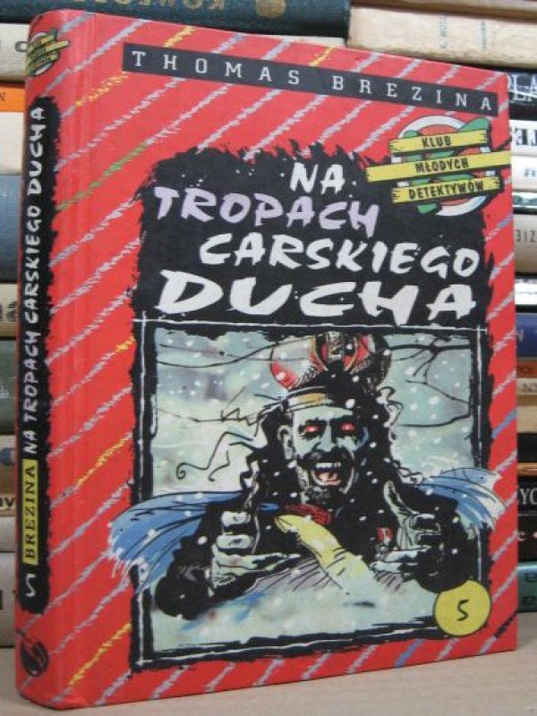 THOMAS BREZINA
KLUB
MŁODYCH
DETEKTYWÓW
NA
TROPACH
CARSKIEGO
DUCHA
5
5 BREZINA NA TROPACH CARSKIEGO DUCHA